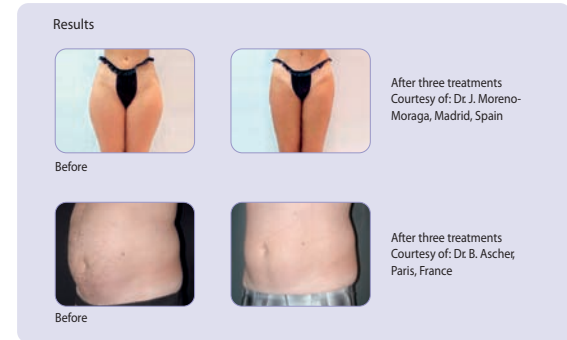 Results
After three treatments
Courtesy of: Dr. J. Moreno-
Moraga, Madrid, Spain
Before
After three treatments
Courtesy of: Dr. B. Ascher,
Paris, France
Before